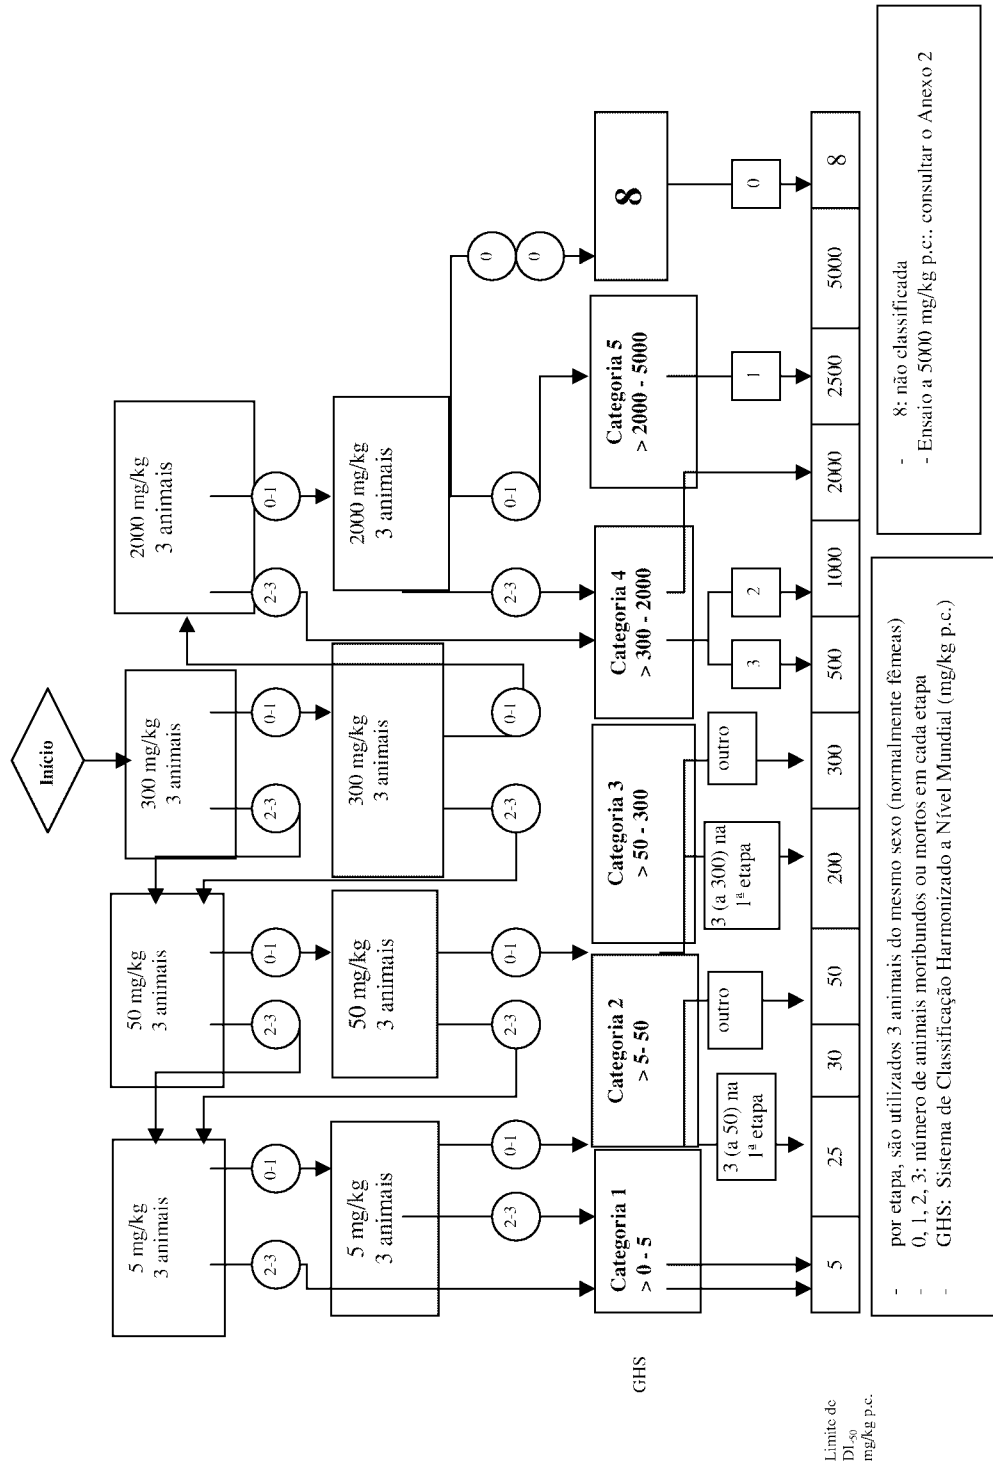 Início
5 mg/kg
3 animais
50 mg/kg
3 animais
300 mg/kg
3 animais
2000 mg/kg
3 animais
2-3
0-1
2-3
0-1
2-3
0-1
2-3
0-1
5 mg/kg
3 animais
50 mg/kg
3 animais
300 mg/kg
3 animais
2000 mg/kg
3 animais
2-3
0-1
2-3
0-1
2-3
0-1
2-3
0-1
0
0
GHS
Categoria 1
> 0 - 5
Categoria 2
> 5- 50
Categoria 3
> 50 - 300
Categoria 4
> 300 - 2000
Categoria 5
> 2000 - 5000
8
3 (a 50) na
1ª etapa
outro
3 (a 300) na
1ª etapa
outro
3
2
1
0
Limite de
DL50
mg/kg p.c.
5
25
30
50
200
300
500
1000
2000
2500
5000
8
- por etapa, são utilizados 3 animais do mesmo sexo (normalmente fêmeas)
- 0, 1, 2, 3: número de animais moribundos ou mortos em cada etapa
- GHS: Sistema de Classificação Harmonizado a Nível Mundial (mg/kg p.c.)
- 8: não classificada
- Ensaio a 5000 mg/kg p.c:. consultar o Anexo 2